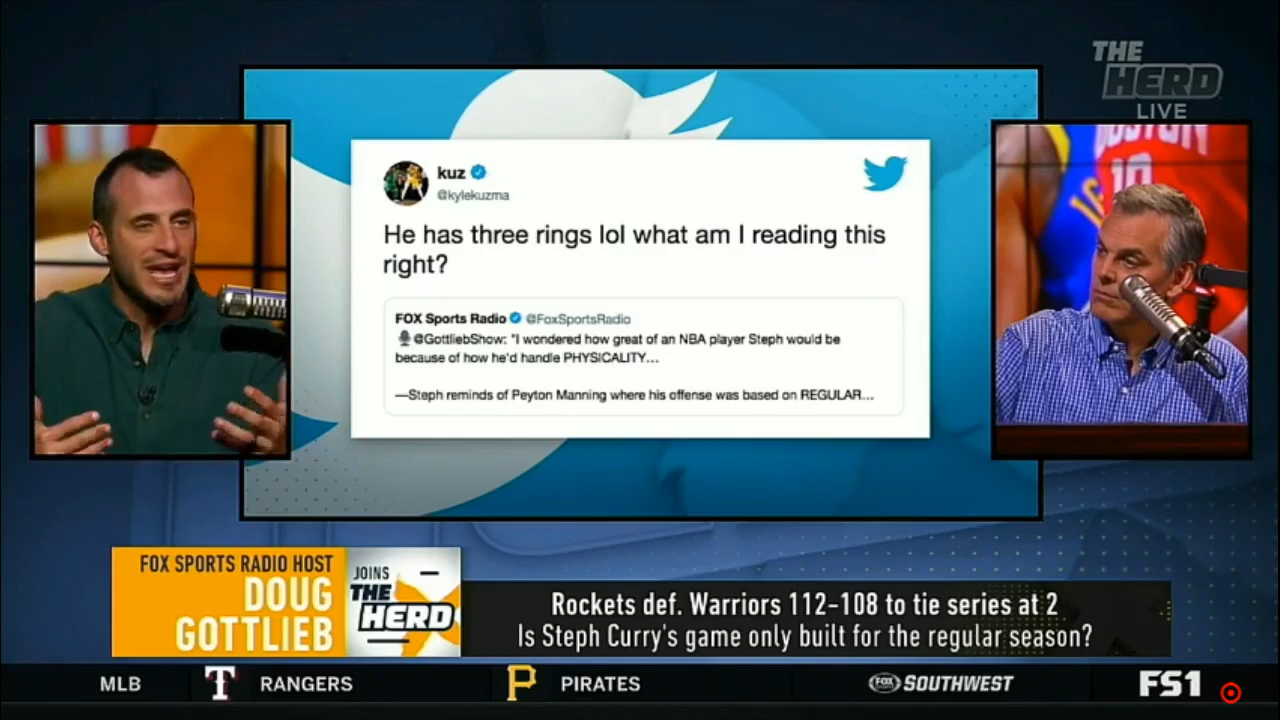 THE
HERD
LIVE
HOUSTON
kuz
@kylekuzma
He has three rings lol what am I reading this
right?
FOX Sports Radio @FoxSportsRadio
@GottliebShow: "I wondered how great of an NBA player Steph would be
because of how he'd handle PHYSICALITY...
—Steph reminds of Peyton Manning where his offense was based on REGULAR...
FOX SPORTS RADIO HOST
DOUG
GOTTLIEB
JOINS
THE
HERD
Rockets def. Warriors 112-108 to tie series at 2
Is Steph Curry's game only built for the regular season?
MLB T RANGERS P PIRATES FOX SOUTHWEST FS1